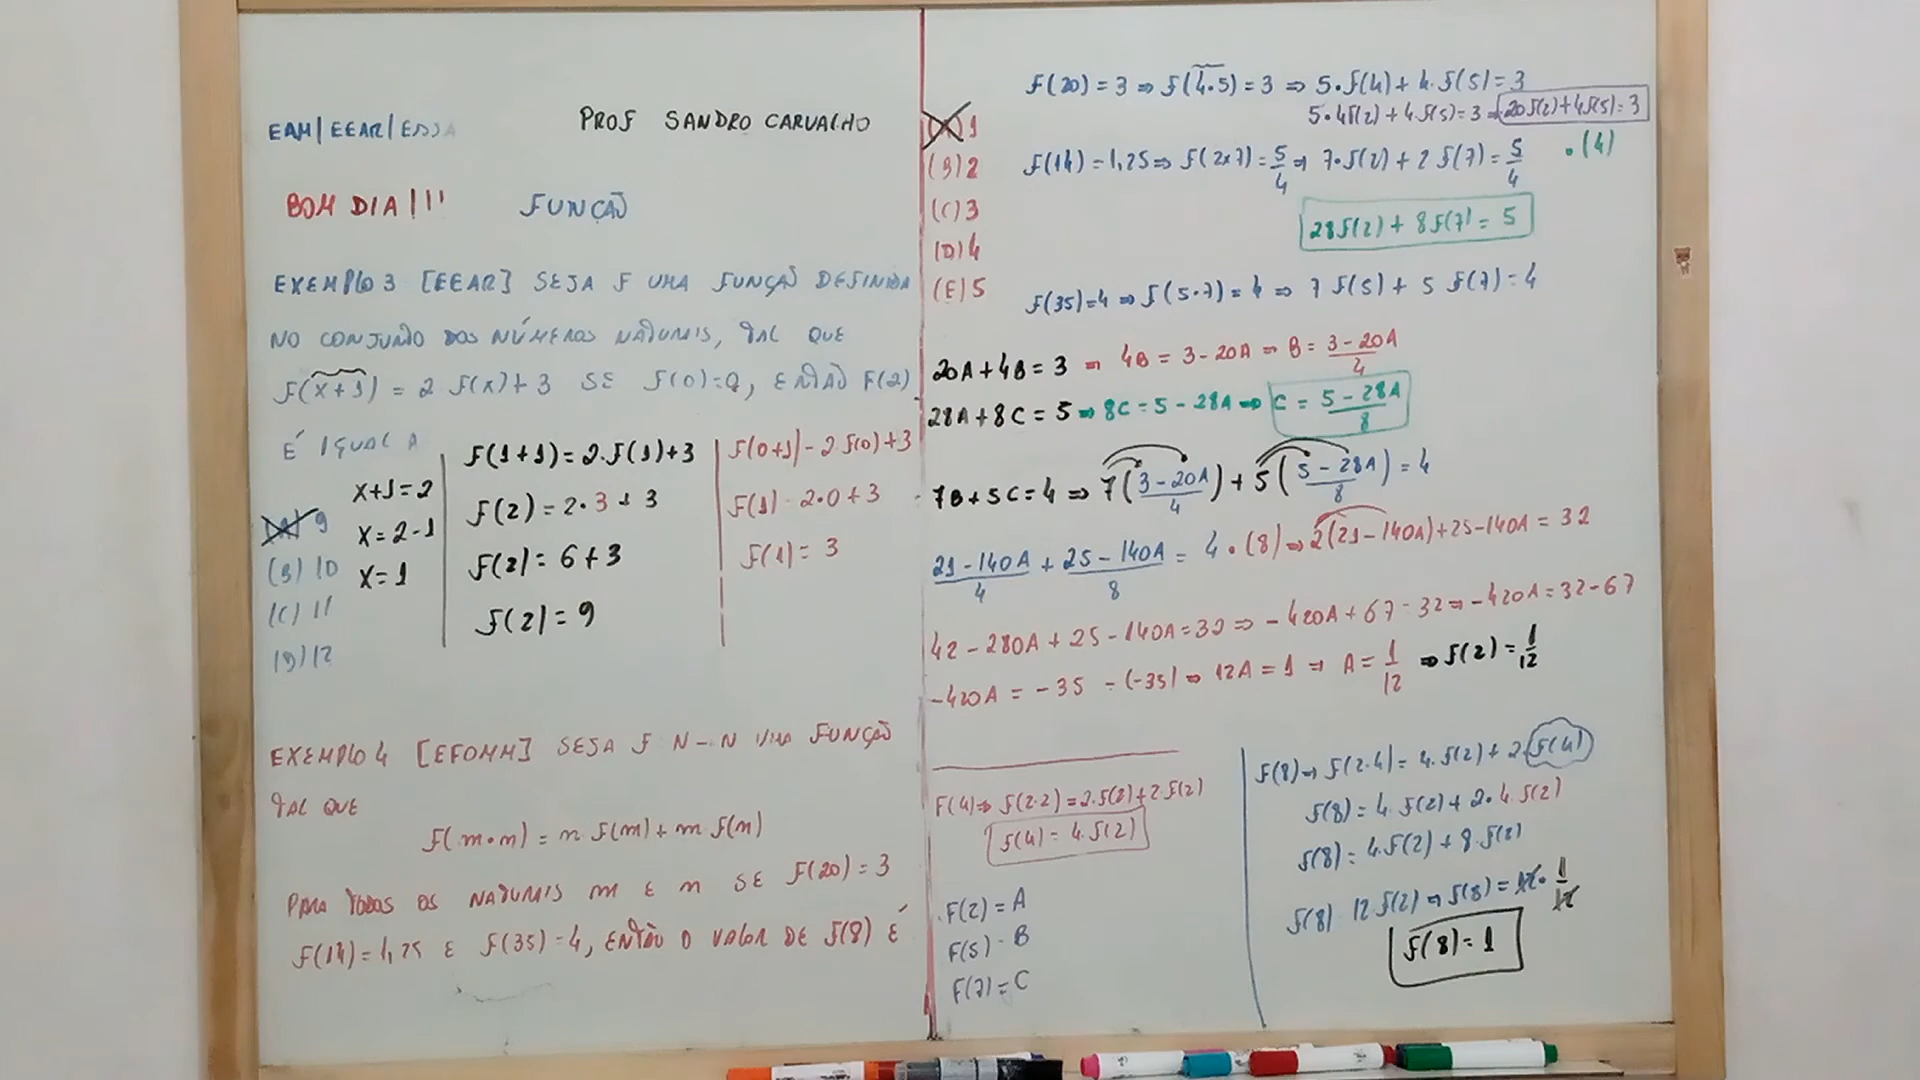 EAM/EEAR/ESSA
PROF SANDRO CARVALHO
BOM DIA!!!
FUNÇÃO
EXEMPLO 3 [EEAR] SEJA F UMA FUNÇÃO DEFINIDA
NO CONJUNTO DOS NÚMEROS NATURAIS, TAL QUE
F(x+1) = 2 F(x)+3 SE F(0)=0, ENTÃO F(2)
É IGUAL A
(A) 9
(B) 10
(C) 11
(D) 12
x+1=2
x=2-1
x=1
F(1+1)=2.F(1)+3
F(2)=2·3+3
F(2)=6+3
F(2)=9
F(0+1)=2.F(0)+3
F(1)=2·0+3
F(1)=3
EXEMPLO 4 [EFOMM] SEJA F N→N UMA FUNÇÃO
TAL QUE
F(m·n) = n F(m)+m F(n)
PARA TODOS OS NATURAIS m E n SE F(20)=3
F(14)=1,25 E F(35)=4, ENTÃO O VALOR DE F(8) É
(A) 1
(B) 2
(C) 3
(D) 4
(E) 5
F(20)=3 ⇒ F(4·5)=3 ⇒ 5·F(4)+4·F(5)=3
5·4F(2)+4F(5)=3 ⇒ 20F(2)+4F(5)=3
F(14)=1,25 ⇒ F(2x7)=5/4 ⇒ 7·F(2)+2F(7)=5/4 ·(4)
28F(2)+8F(7)=5
F(35)=4 ⇒ F(5·7)=4 ⇒ 7F(5)+5F(7)=4
20A+4B=3 ⇒ 4B=3-20A ⇒ B=3-20A/4
28A+8C=5 ⇒ 8C=5-28A ⇒ C=5-28A/8
7B+5C=4 ⇒ 7(3-20A/4)+5(5-28A/8)=4
21-140A/4+25-140A/8=4·(8) ⇒ 2(21-140A)+25-140A=32
42-280A+25-140A=32 ⇒ -420A+67=32 ⇒ -420A=32-67
-420A=-35 ÷(-35) ⇒ 12A=1 ⇒ A=1/12 ⇒ F(2)=1/12
F(4)⇒F(2·2)=2.F(2)+2F(2)
F(4)=4.F(2)
F(2)=A
F(5)=B
F(7)=C
F(8)⇒F(2·4)=4.F(2)+2.F(4)
F(8)=4.F(2)+2·4.F(2)
F(8)=4.F(2)+8.F(2)
F(8) 12.F(2)⇒F(8)=12·1/12
F(8)=1